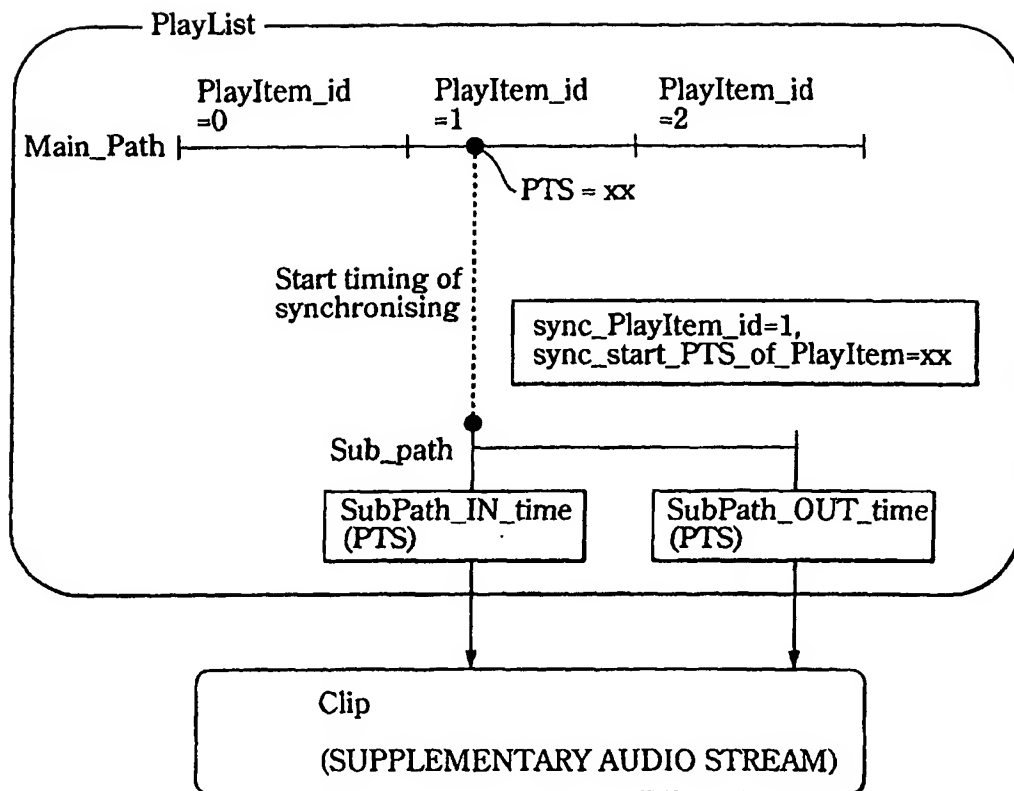 PlayList
PlayItem_id
=0
PlayItem_id
=1
PlayItem_id
=2
Main_Path
PTS = xx
Start timing of
synchronising
sync_PlayItem_id=1,
sync_start_PTS_of_PlayItem=xx
Sub_path
SubPath_IN_time
(PTS)
SubPath_OUT_time
(PTS)
Clip
(SUPPLEMENTARY AUDIO STREAM)